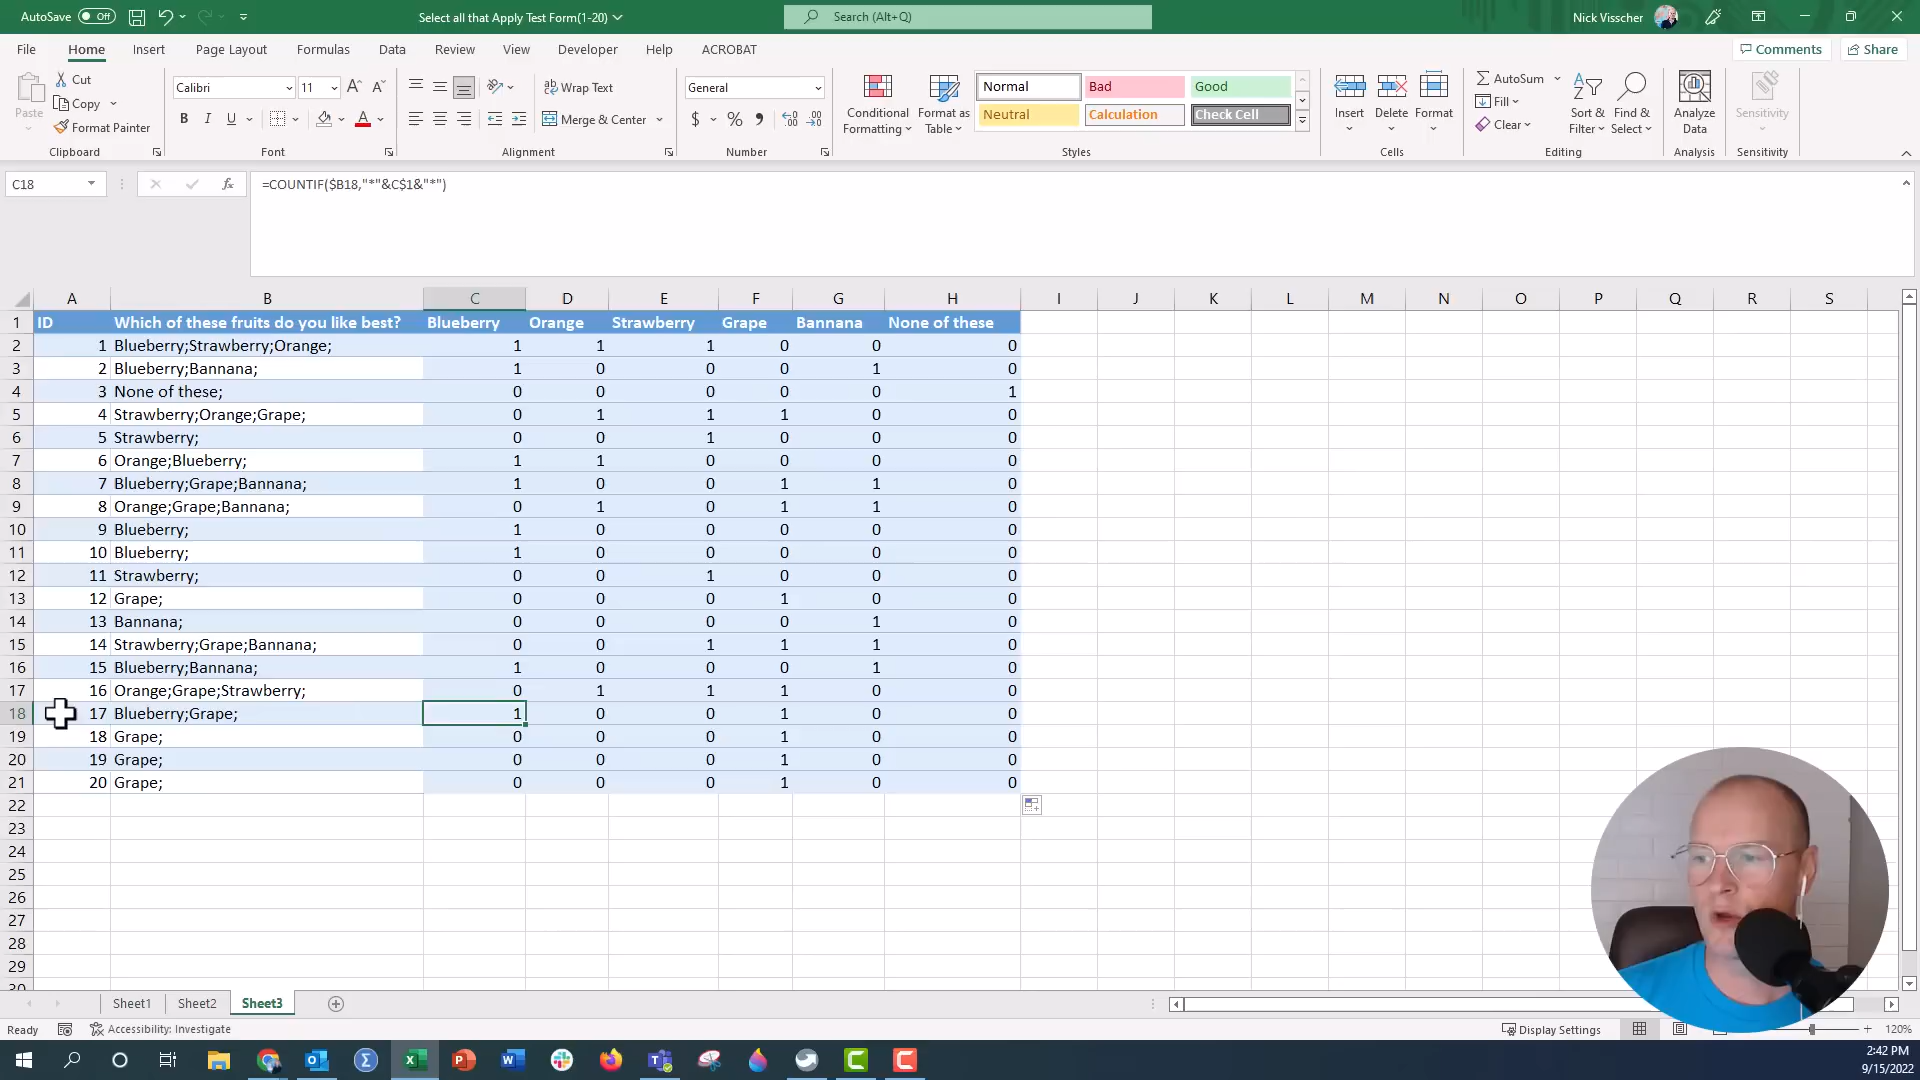 AutoSave Off Select all that Apply Test Form(1-20) Search (Alt+Q) Nick Visscher
File Home Insert Page Layout Formulas Data Review View Developer Help ACROBAT Comments Share
Paste Cut Copy Format Painter
Calibri 11 A A B I U A
ab Wrap Text Merge & Center
General $ % 9
Conditional Formatting Format as Table
Normal Bad Good
Neutral Calculation Check Cell
Insert Delete Format
AutoSum Fill Clear
Sort & Filter Find & Select
Analyze Data Sensitivity
Clipboard Font Alignment Number Styles Cells Editing Analysis Sensitivity
C18 fx =COUNTIF($B18,"*"&C$1&"*")
A B C D E F G H I J K L M N O P Q R S
1 ID Which of these fruits do you like best? Blueberry Orange Strawberry Grape Bannana None of these
2 1 Blueberry;Strawberry;Orange; 1 1 1 0 0 0
3 2 Blueberry;Bannana; 1 0 0 0 1 0
4 3 None of these; 0 0 0 0 0 1
5 4 Strawberry;Orange;Grape; 0 1 1 1 0 0
6 5 Strawberry; 0 0 1 0 0 0
7 6 Orange;Blueberry; 1 1 0 0 0 0
8 7 Blueberry;Grape;Bannana; 1 0 0 1 1 0
9 8 Orange;Grape;Bannana; 0 1 0 1 1 0
10 9 Blueberry; 1 0 0 0 0 0
11 10 Blueberry; 1 0 0 0 0 0
12 11 Strawberry; 0 0 1 0 0 0
13 12 Grape; 0 0 0 1 0 0
14 13 Bannana; 0 0 0 0 1 0
15 14 Strawberry;Grape;Bannana; 0 0 1 1 1 0
16 15 Blueberry;Bannana; 1 0 0 0 1 0
17 16 Orange;Grape;Strawberry; 0 1 1 1 0 0
18 17 Blueberry;Grape; 1 0 0 1 0 0
19 18 Grape; 0 0 0 1 0 0
20 19 Grape; 0 0 0 1 0 0
21 20 Grape; 0 0 0 1 0 0
22
23
24
25
26
27
28
29
30
Sheet1 Sheet2 Sheet3
Ready Accessibility: Investigate Display Settings 120%
2:42 PM
9/15/2022